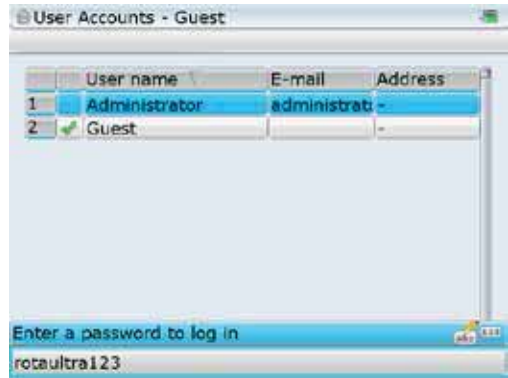 User Accounts - Guest
User name E-mail Address
1 Administrator administrat -
2 Guest -
Enter a password to log in
rotaultra123